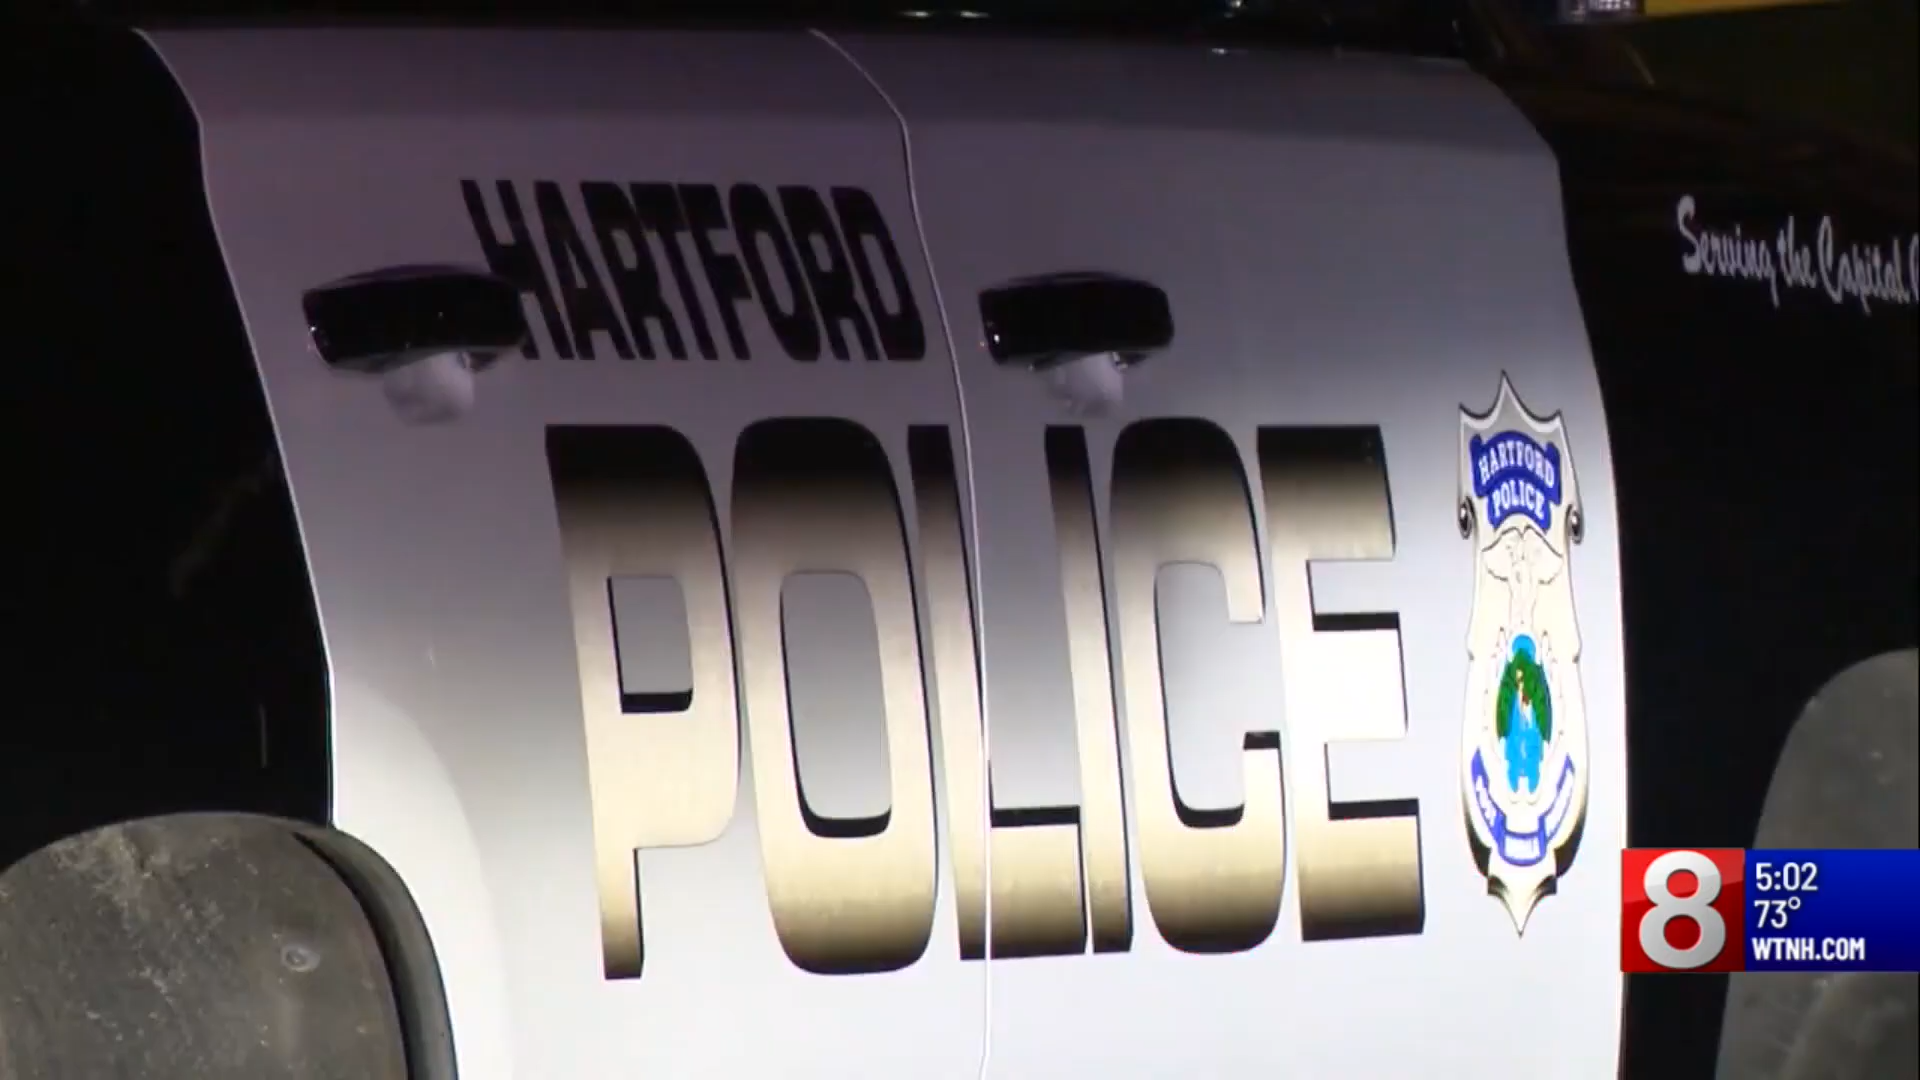 HARTFORD
POLICE
Serving the Capital
HARTFORD
POLICE
8
5:02
73°
WTNH.COM